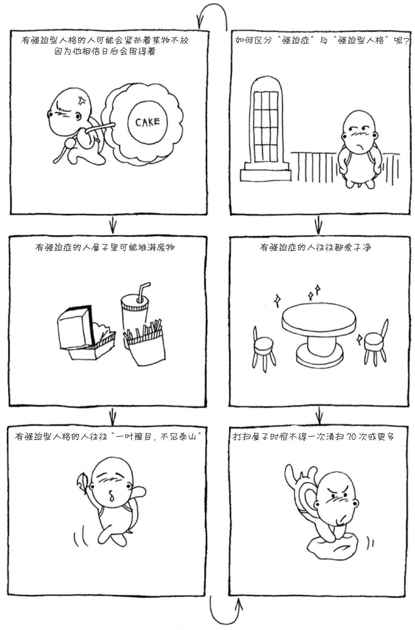 如何区分“强迫症”与“强迫型人格”呢?
有强迫症的人往往都爱干净
打扫屋子时恨不得一次清扫70次或更多
有强迫型人格的人可能会紧抓着某物不放
因为他相信日后会用得着
CAKE
有强迫症的人屋子里可能堆满废物
有强迫型人格的人往往“一叶障目,不见泰山”